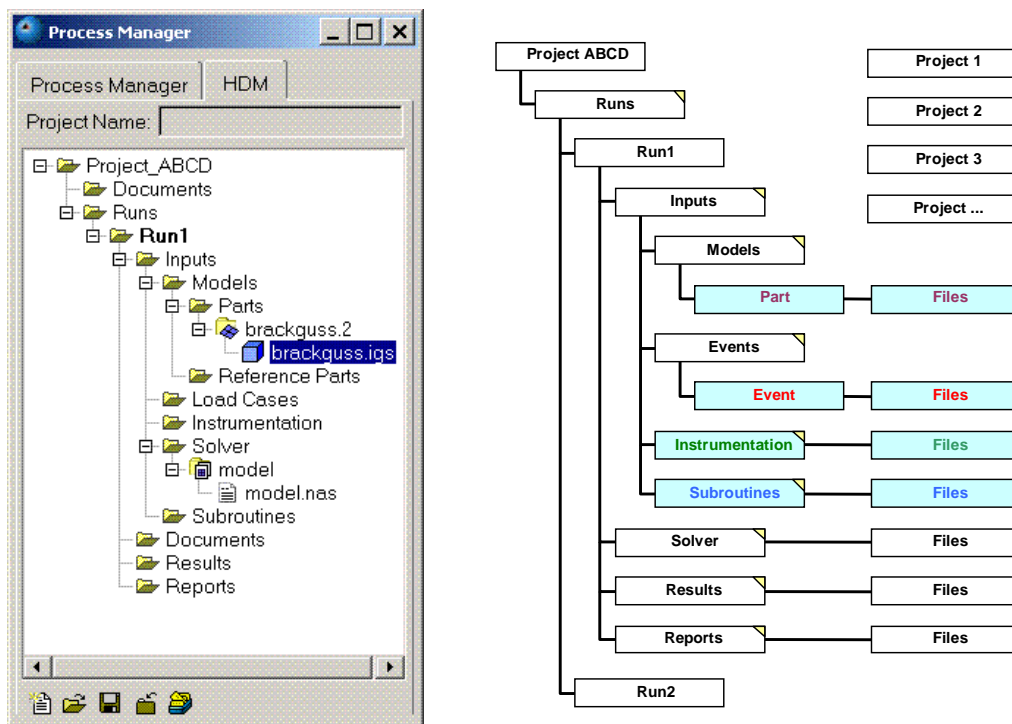 Process Manager
Process Manager
HDM
Project Name:
Project_ABCD
Documents
Runs
Run1
Inputs
Models
Parts
brackguss.2
brackguss.igs
Reference Parts
Load Cases
Instrumentation
Solver
model
model.nas
Subroutines
Documents
Results
Reports
Project ABCD
Runs
Run1
Inputs
Models
Part Files
Events
Event Files
Instrumentation Files
Subroutines Files
Solver Files
Results Files
Reports Files
Run2
Project 1
Project 2
Project 3
Project ...